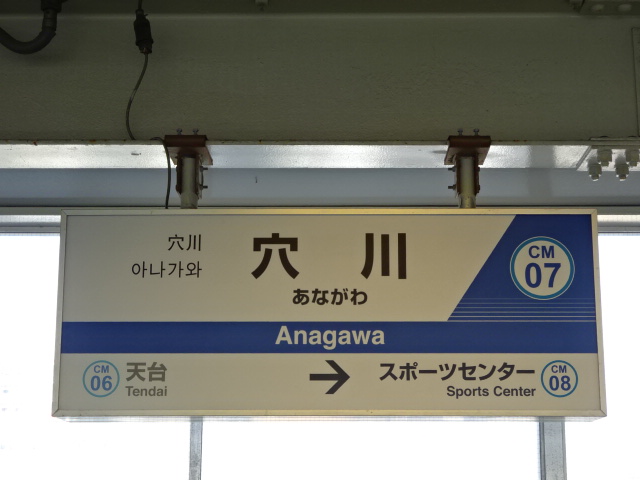 穴川
아나가와
穴 川
あながわ
CM
07
Anagawa
CM
06
天台
Tendai
→
スポーツセンター
Sports Center
CM
08